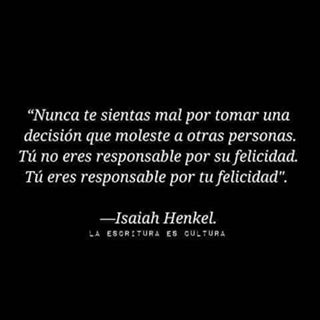 “Nunca te sientas mal por tomar una
decisión que moleste a otras personas.
Tú no eres responsable por su felicidad.
Tú eres responsable por tu felicidad".
—Isaiah Henkel.
LA ESCRITURA ES CULTURA